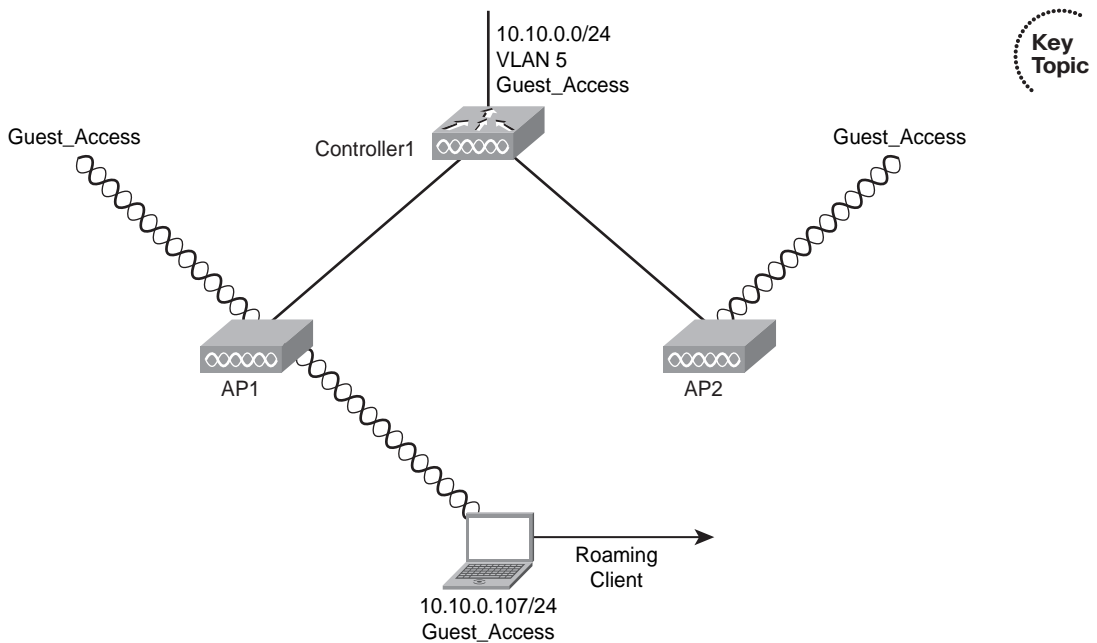 10.10.0.0/24
VLAN 5
Guest_Access
Key
Topic
Guest_Access
Controller1
Guest_Access
AP1
AP2
Roaming
Client
10.10.0.107/24
Guest_Access